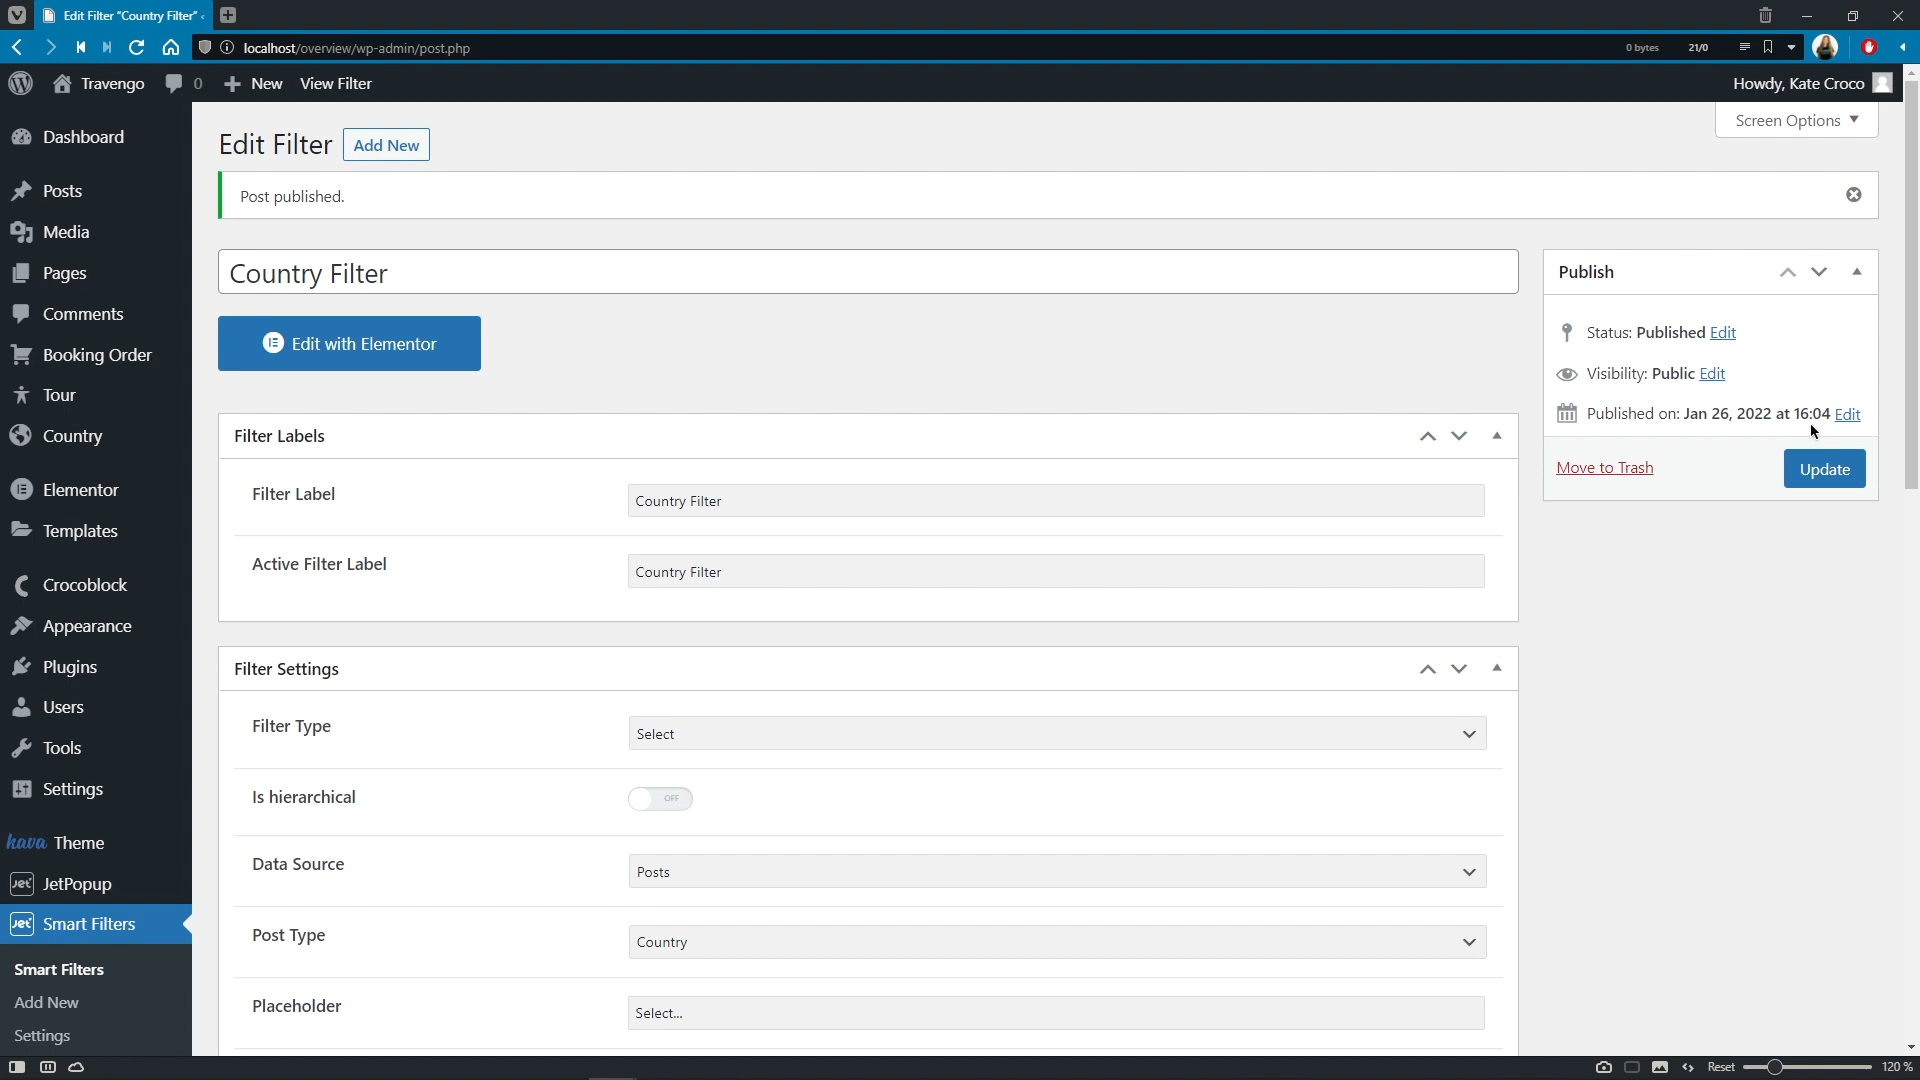 Edit Filter "Country Filter" ‹
localhost/overview/wp-admin/post.php
0 bytes
21/0
Travengo
0
New
View Filter
Howdy, Kate Croco
Screen Options
Dashboard
Posts
Media
Pages
Comments
Booking Order
Tour
Country
Elementor
Templates
Crocoblock
Appearance
Plugins
Users
Tools
Settings
kava Theme
Jet JetPopup
Jet Smart Filters
Smart Filters
Add New
Settings
Edit Filter
Add New
Post published.
Country Filter
Edit with Elementor
Filter Labels
Filter Label
Country Filter
Active Filter Label
Country Filter
Filter Settings
Filter Type
Select
Is hierarchical
OFF
Data Source
Posts
Post Type
Country
Placeholder
Select...
Publish
Status: Published Edit
Visibility: Public Edit
Published on: Jan 26, 2022 at 16:04 Edit
Move to Trash
Update
Reset
120 %